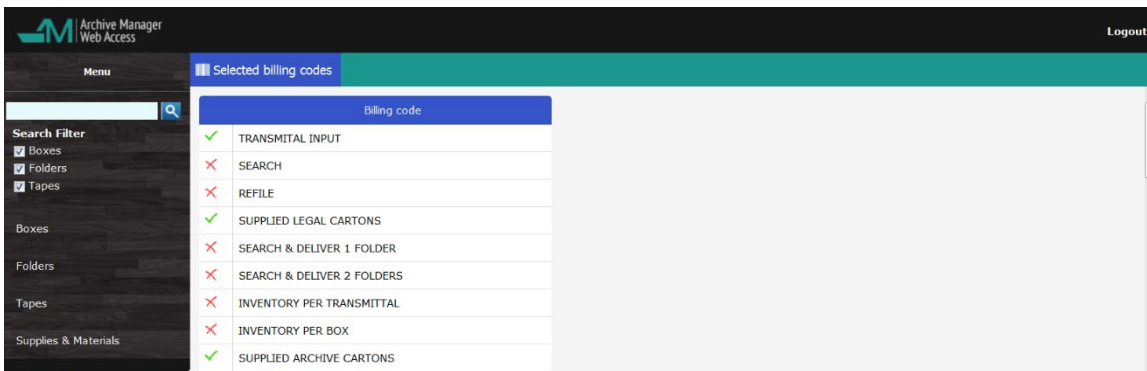 Archive Manager
Web Access
Logout
Menu
Selected billing codes
Search Filter
Boxes
Folders
Tapes
Boxes
Folders
Tapes
Supplies & Materials
Billing code
TRANSMITAL INPUT
SEARCH
REFILE
SUPPLIED LEGAL CARTONS
SEARCH & DELIVER 1 FOLDER
SEARCH & DELIVER 2 FOLDERS
INVENTORY PER TRANSMITTAL
INVENTORY PER BOX
SUPPLIED ARCHIVE CARTONS